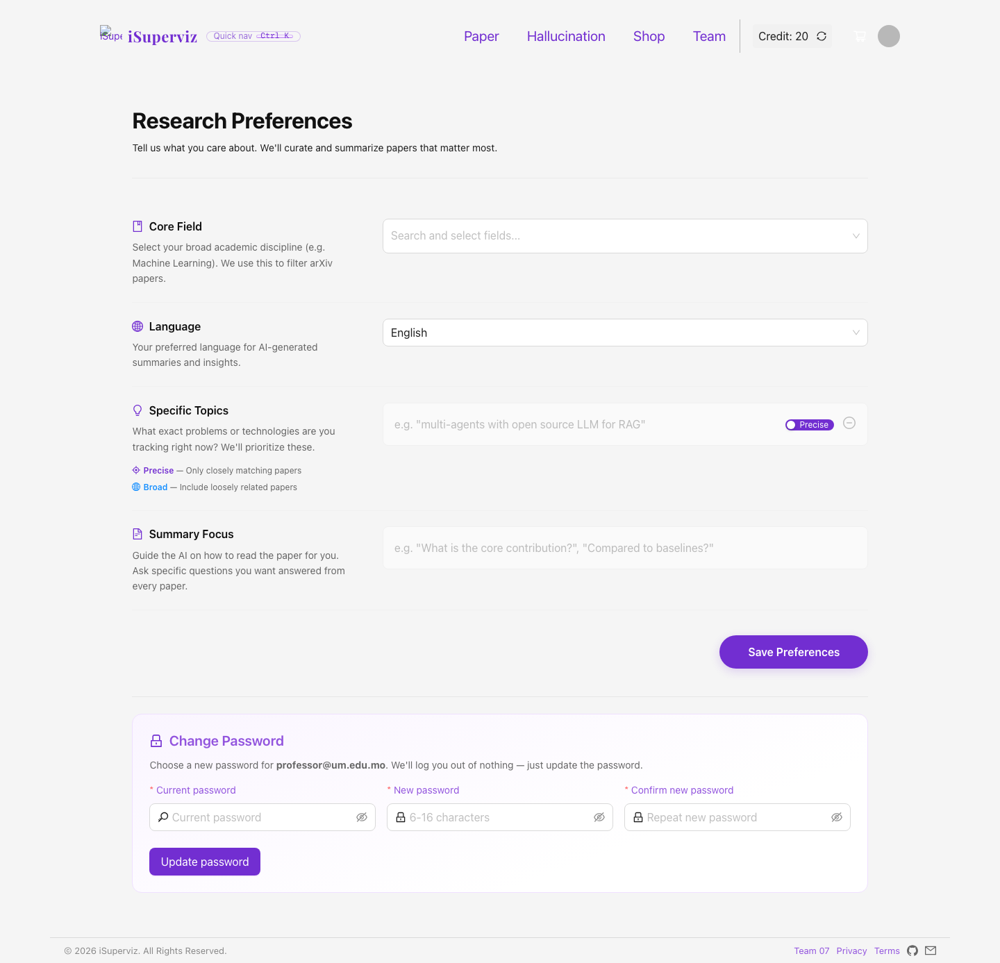 iSupe
iSuperviz
Quick nav Ctrl K
Paper
Hallucination
Shop
Team
Credit: 20
Research Preferences
Tell us what you care about. We'll curate and summarize papers that matter most.
Core Field
Select your broad academic discipline (e.g.
Machine Learning). We use this to filter arXiv
papers.
Search and select fields...
Language
Your preferred language for AI-generated
summaries and insights.
English
Specific Topics
What exact problems or technologies are you
tracking right now? We'll prioritize these.
Precise — Only closely matching papers
Broad — Include loosely related papers
e.g. "multi-agents with open source LLM for RAG"
Precise
Summary Focus
Guide the AI on how to read the paper for you.
Ask specific questions you want answered from
every paper.
e.g. "What is the core contribution?", "Compared to baselines?"
Save Preferences
Change Password
Choose a new password for professor@um.edu.mo. We'll log you out of nothing — just update the password.
* Current password
Current password
* New password
6-16 characters
* Confirm new password
Repeat new password
Update password
© 2026 iSuperviz. All Rights Reserved.
Team 07
Privacy
Terms